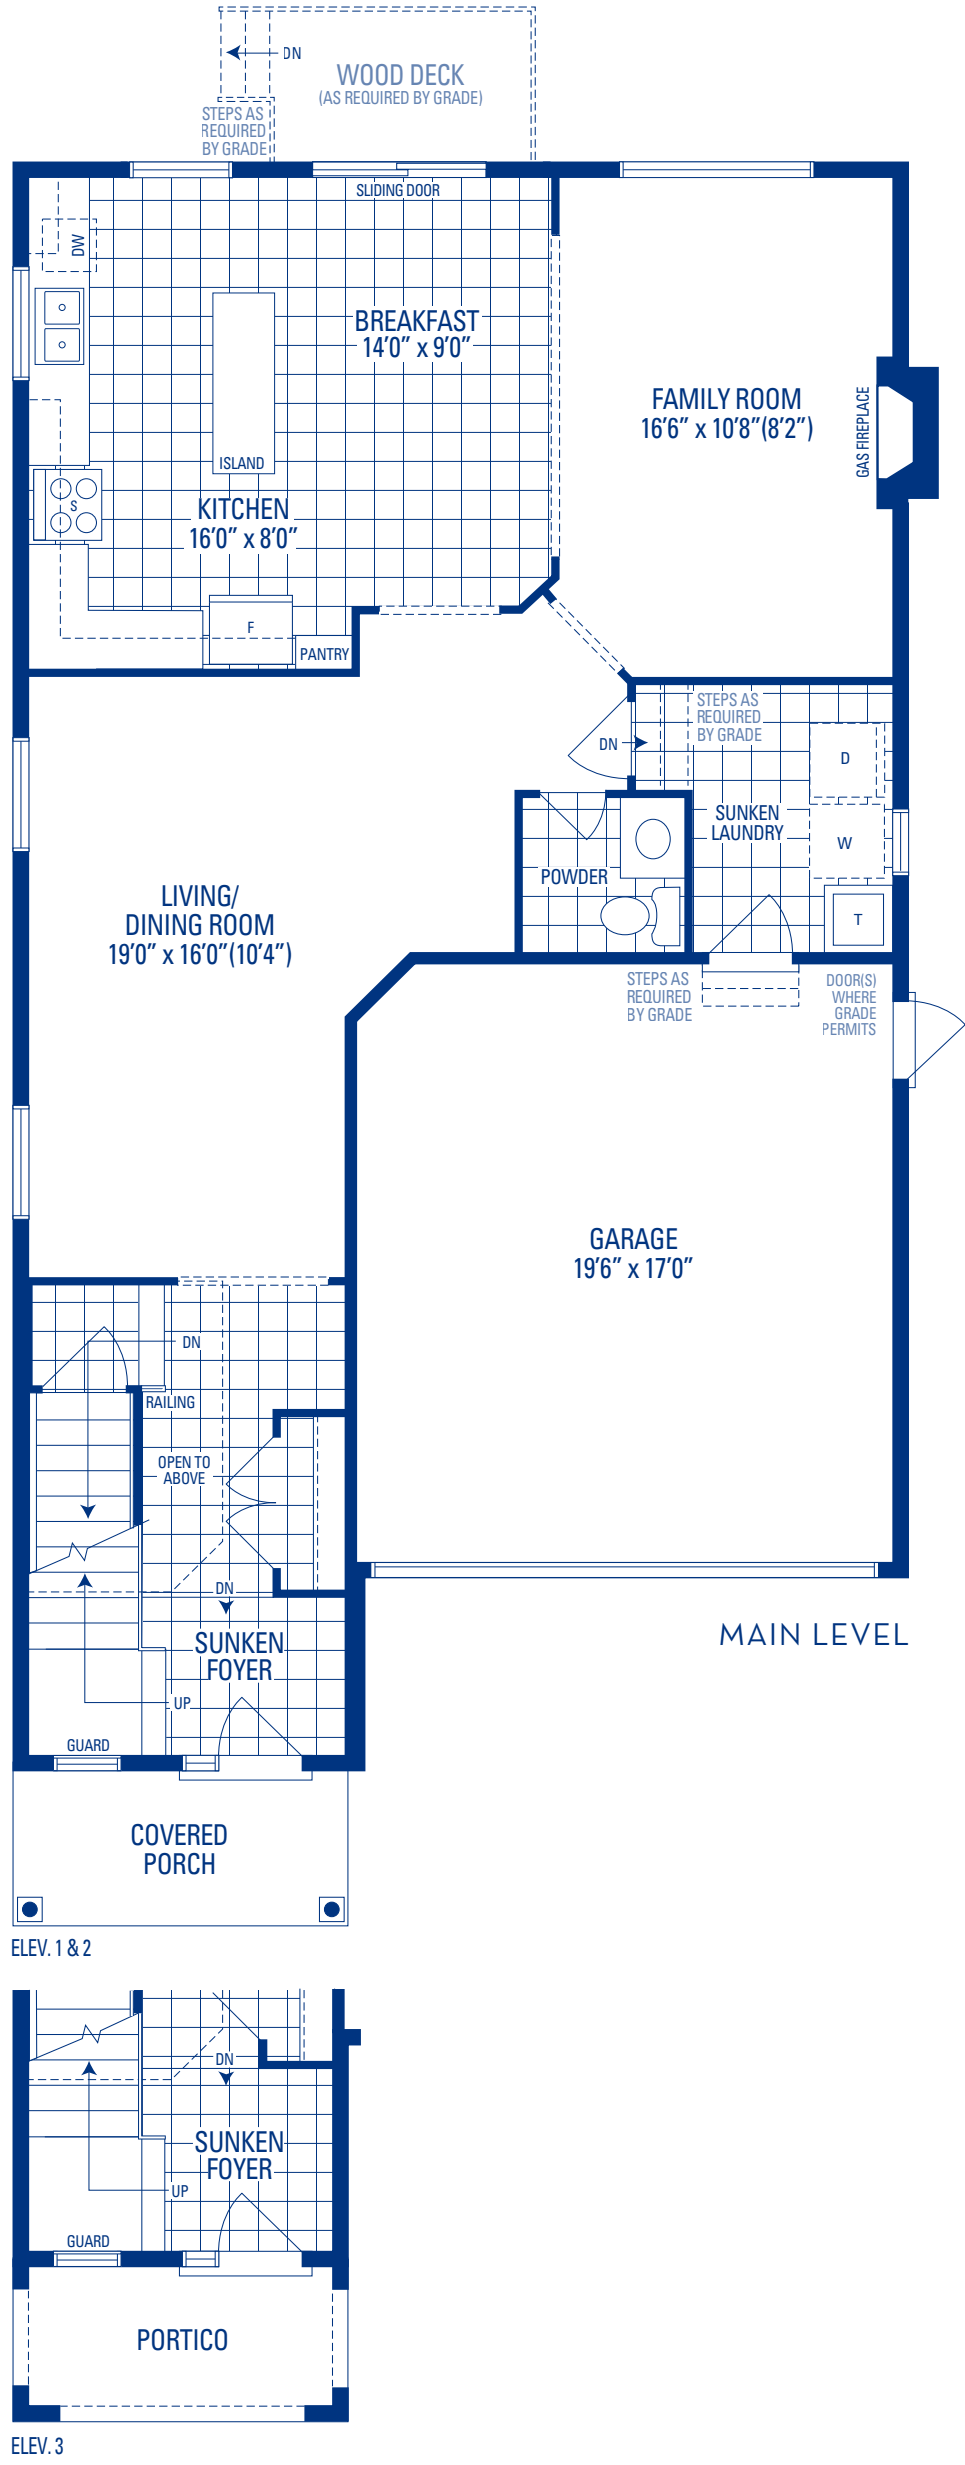 DN
WOOD DECK
(AS REQUIRED BY GRADE)
STEPS AS
REQUIRED
BY GRADE
SLIDING DOOR
DW
BREAKFAST
14'0" x 9'0"
FAMILY ROOM
16'6" x 10'8"(8'2")
GAS FIREPLACE
ISLAND
S
KITCHEN
16'0" x 8'0"
F
PANTRY
STEPS AS
REQUIRED
BY GRADE
DN
D
SUNKEN
LAUNDRY
W
POWDER
T
LIVING/
DINING ROOM
19'0" x 16'0"(10'4")
STEPS AS
REQUIRED
BY GRADE
DOOR(S)
WHERE
GRADE
PERMITS
GARAGE
19'6" x 17'0"
DN
RAILING
OPEN TO
ABOVE
DN
SUNKEN
FOYER
UP
GUARD
MAIN LEVEL
COVERED
PORCH
ELEV. 1 & 2
DN
SUNKEN
FOYER
UP
GUARD
PORTICO
ELEV. 3